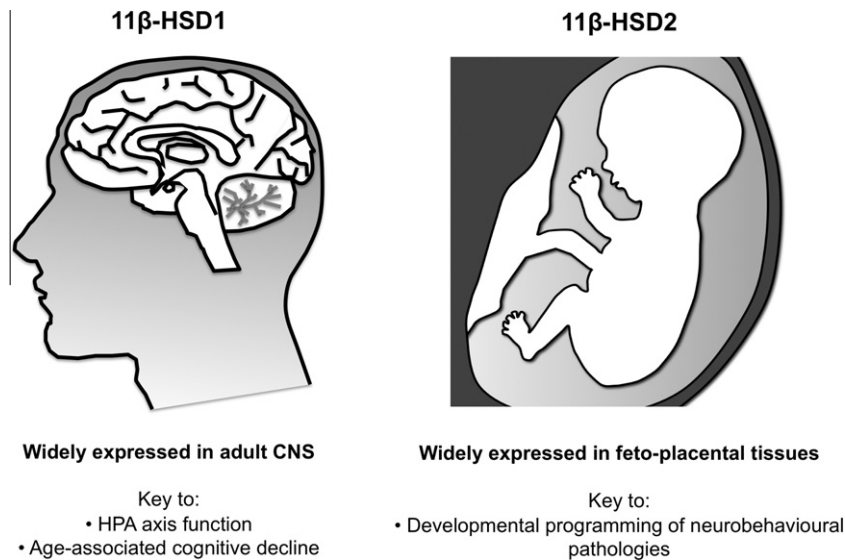 11β-HSD1
Widely expressed in adult CNS
Key to:
• HPA axis function
• Age-associated cognitive decline
11β-HSD2
Widely expressed in feto-placental tissues
Key to:
• Developmental programming of neurobehavioural
pathologies